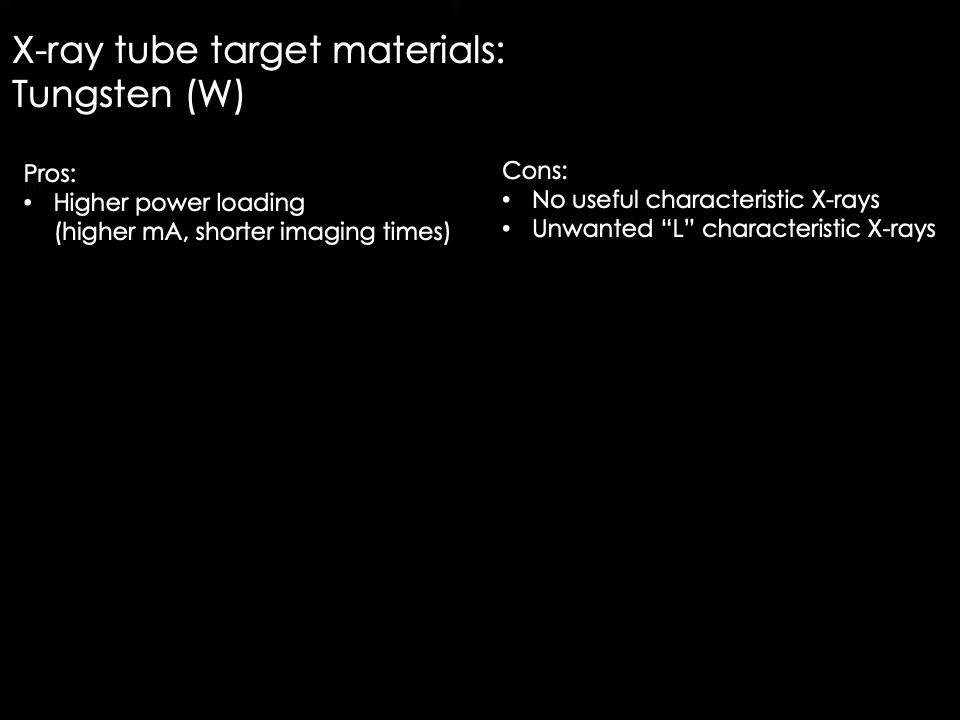 X-ray tube target materials:
Tungsten (W)
Pros:
• Higher power loading
(higher mA, shorter imaging times)
Cons:
• No useful characteristic X-rays
• Unwanted “L” characteristic X-rays